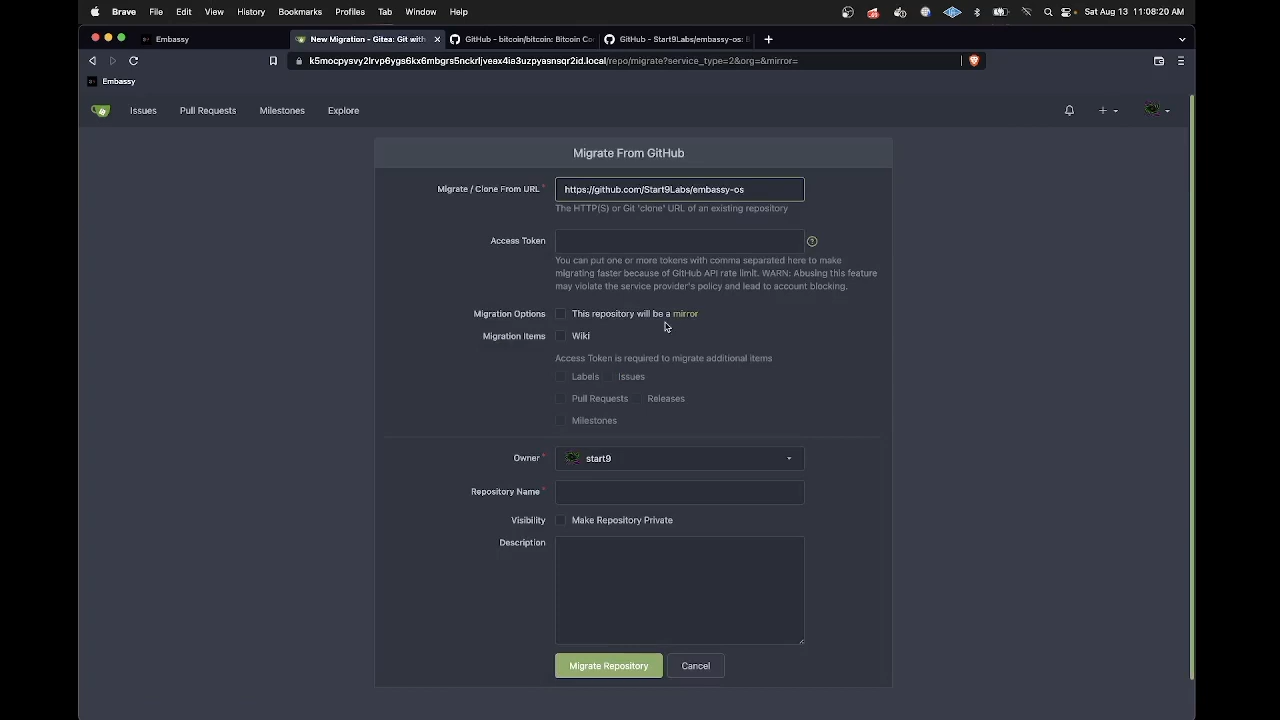 Brave File Edit View History Bookmarks Profiles Tab Window Help Sat Aug 13 11:08:20 AM
Embassy New Migration - Gitea: Git with GitHub - bitcoin/bitcoin: Bitcoin Co GitHub - Start9Labs/embassy-os:
/repo/migrate?service_type=2&org=&mirror=
Embassy
Issues Pull Requests Milestones Explore
Migrate From GitHub
Migrate / Clone From URL * https://github.com/Start9Labs/embassy-os
The HTTP(S) or Git 'clone' URL of an existing repository
Access Token
You can put one or more tokens with comma separated here to make
migrating faster because of GitHub API rate limit. WARN: Abusing this feature
may violate the service provider's policy and lead to account blocking.
Migration Options This repository will be a mirror
Migration Items Wiki
Access Token is required to migrate additional items
Labels Issues
Pull Requests Releases
Milestones
Owner * start9
Repository Name *
Visibility Make Repository Private
Description
Migrate Repository Cancel